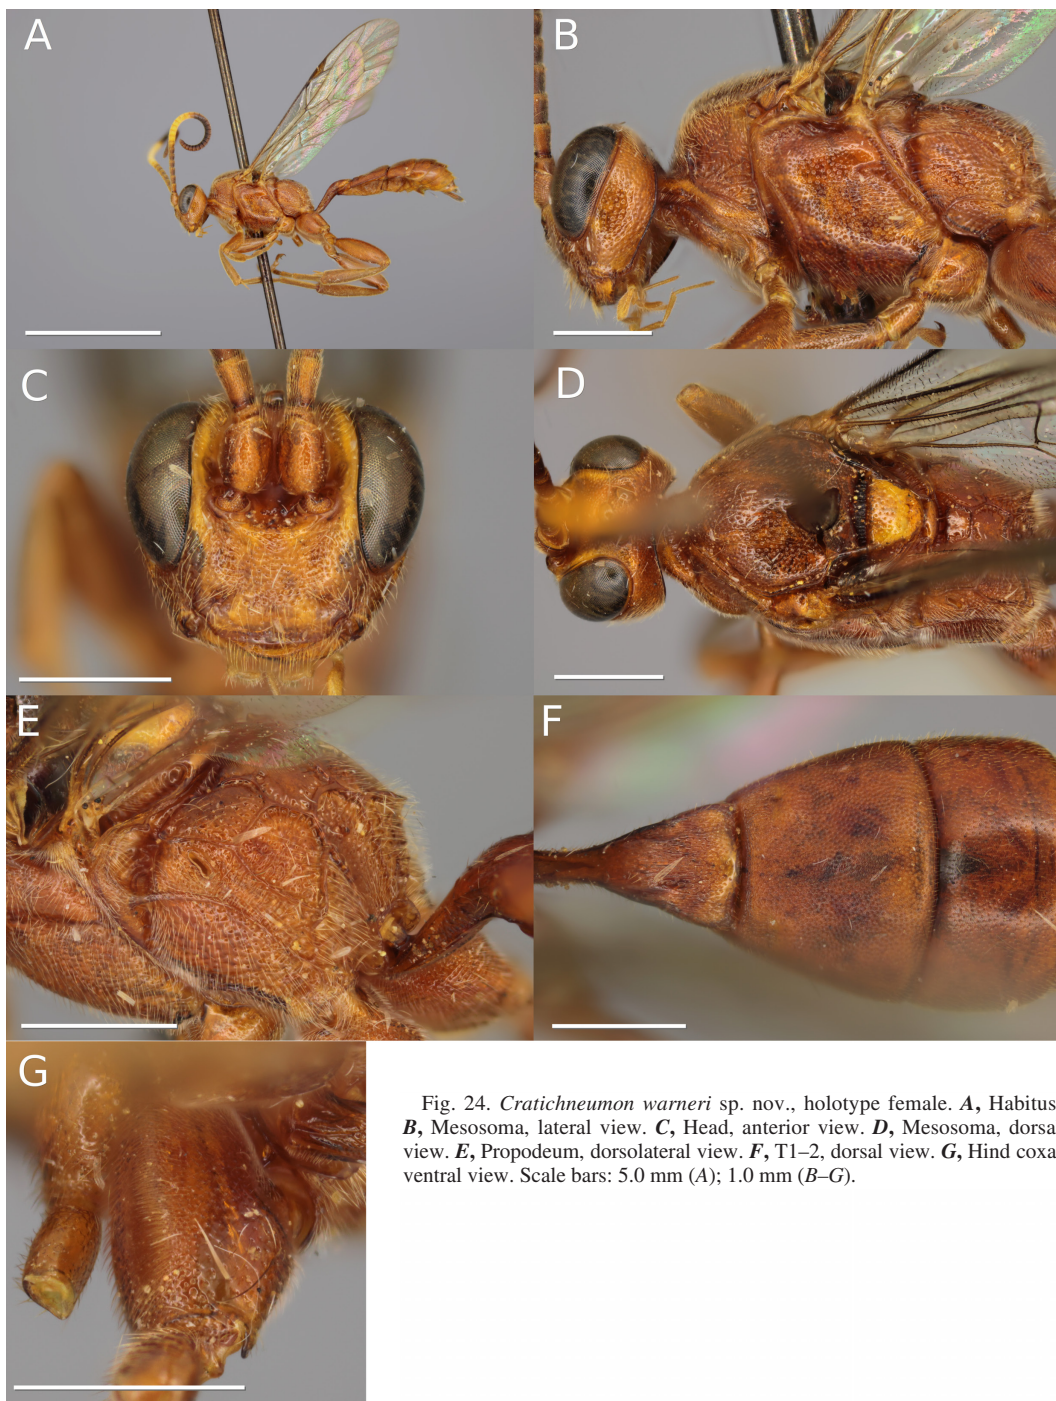 A
B
C
D
E
F
G
Fig. 24. Cratichneumon warneri sp. nov., holotype female. A, Habitus
B, Mesosoma, lateral view. C, Head, anterior view. D, Mesosoma, dorsa
view. E, Propodeum, dorsolateral view. F, T1–2, dorsal view. G, Hind coxa
ventral view. Scale bars: 5.0 mm (A); 1.0 mm (B–G).